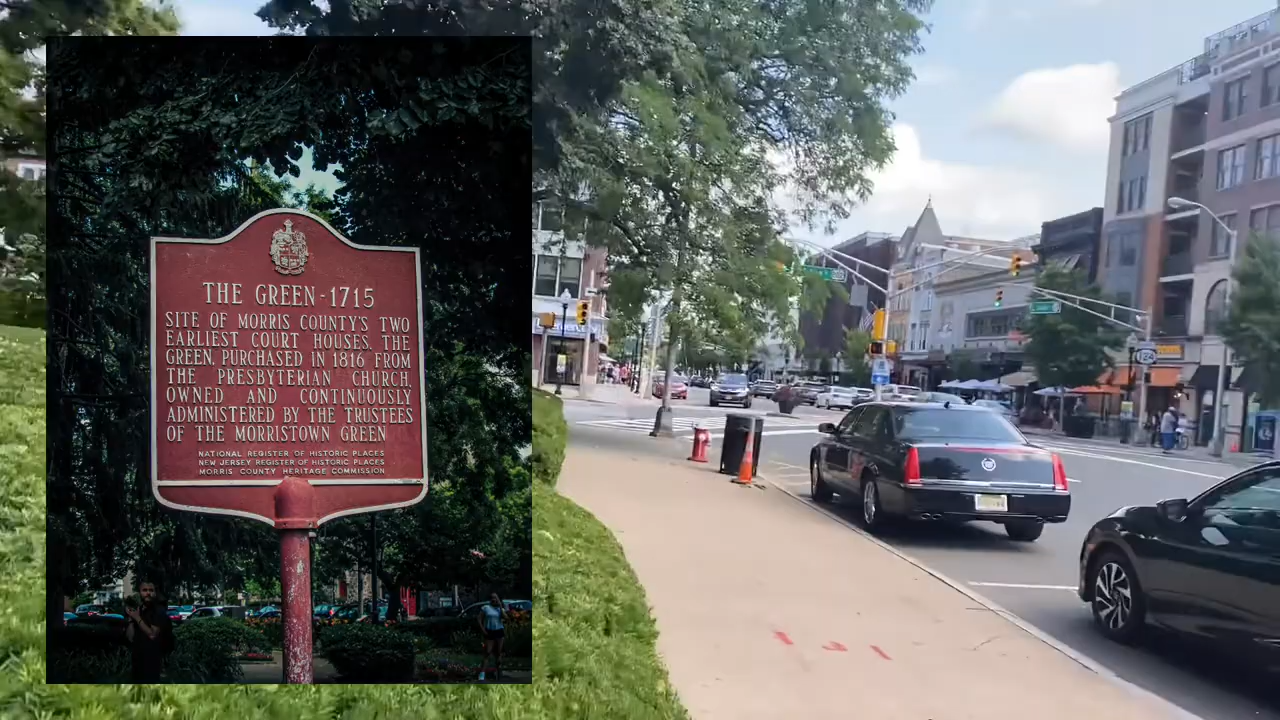 THE GREEN - 1715
SITE OF MORRIS COUNTY'S TWO
EARLIEST COURT HOUSES. THE
GREEN, PURCHASED IN 1816 FROM
THE PRESBYTERIAN CHURCH,
OWNED AND CONTINUOUSLY
ADMINISTERED BY THE TRUSTEES
OF THE MORRISTOWN GREEN
NATIONAL REGISTER OF HISTORIC PLACES
NEW JERSEY REGISTER OF HISTORIC PLACES
MORRIS COUNTY HERITAGE COMMISSION
124